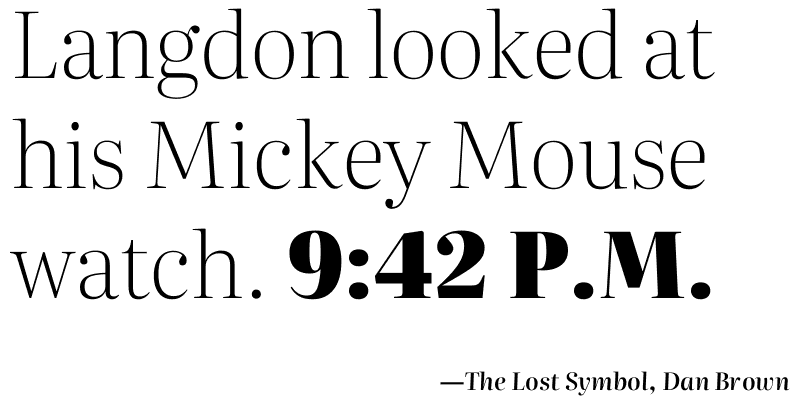 Langdon looked at
his Mickey Mouse
watch. 9:42 P.M.
—The Lost Symbol, Dan Brown